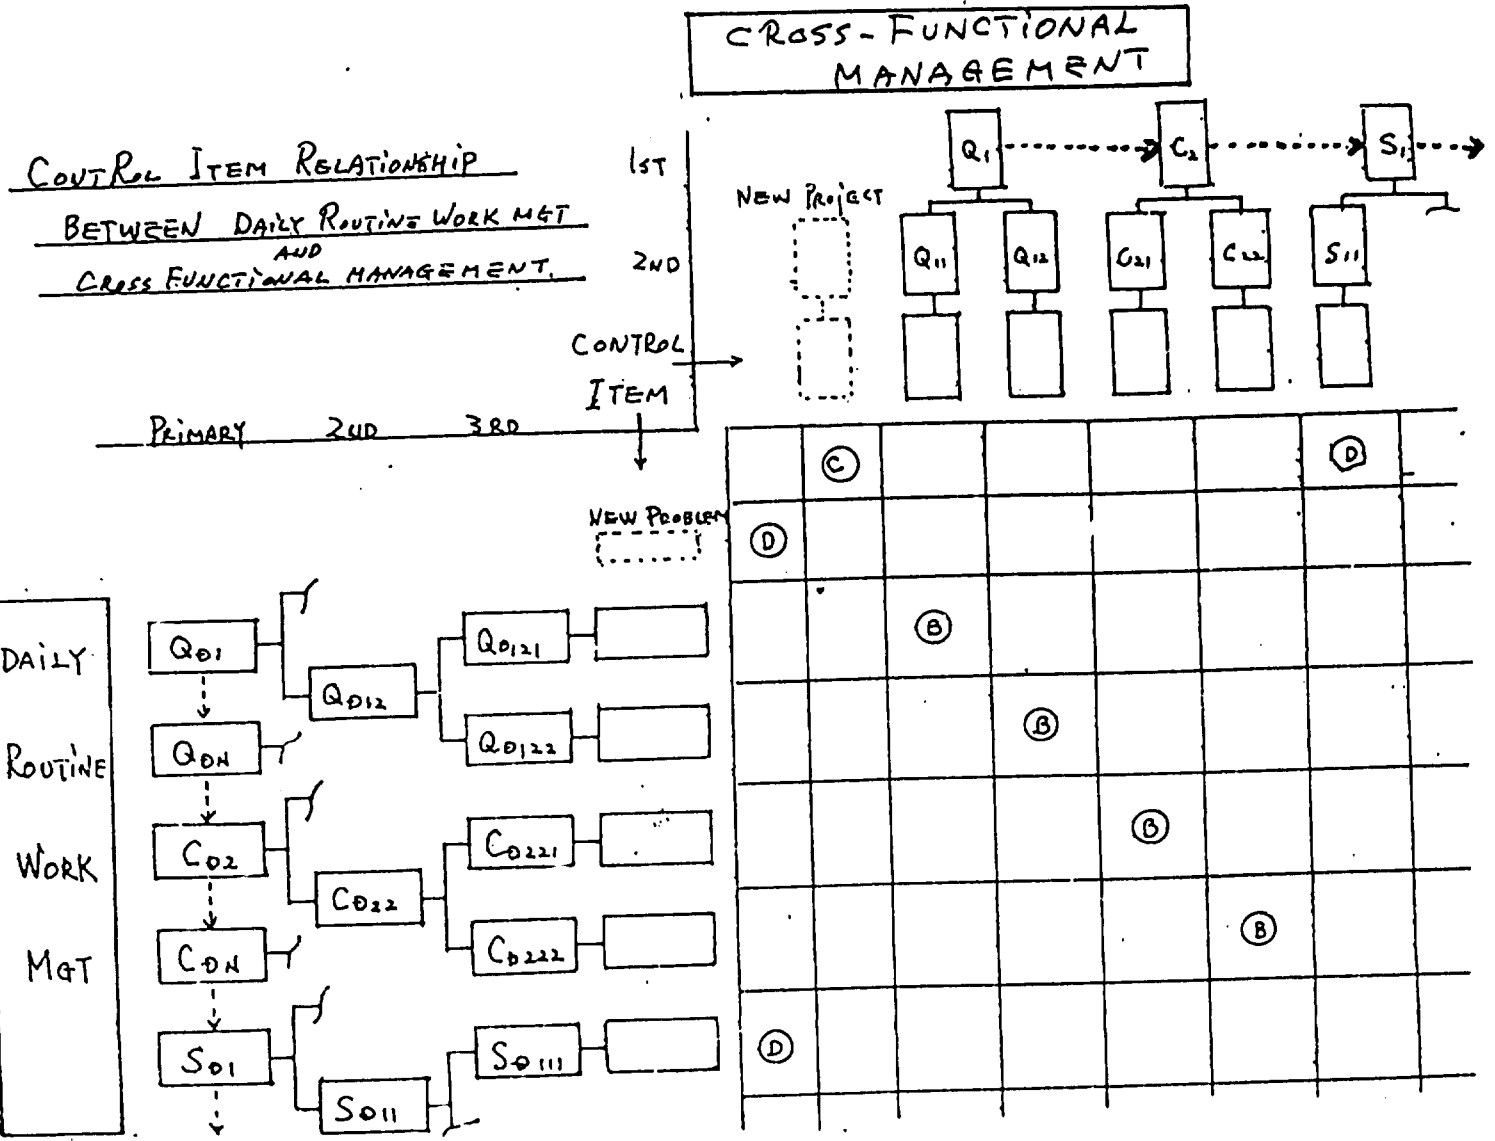 CROSS-FUNCTIONAL
MANAGEMENT
CONTROL ITEM RELATIONSHIP
BETWEEN DAILY ROUTINE WORK MGT
AND
CROSS FUNCTIONAL MANAGEMENT.
1ST
2ND
CONTROL
ITEM
PRIMARY 2ND 3RD
Q1 C2 S1
NEW PROJECT
Q11 Q12 C21 C22 S11
C D
NEW PROBLEM
D
DAILY
ROUTINE
WORK
MGT
QD1 QD12 QD121
B
QD122
B
QDN
CD2 CD22 CD221
B
CD222
B
CDN
SD1 SD11 SD111
D